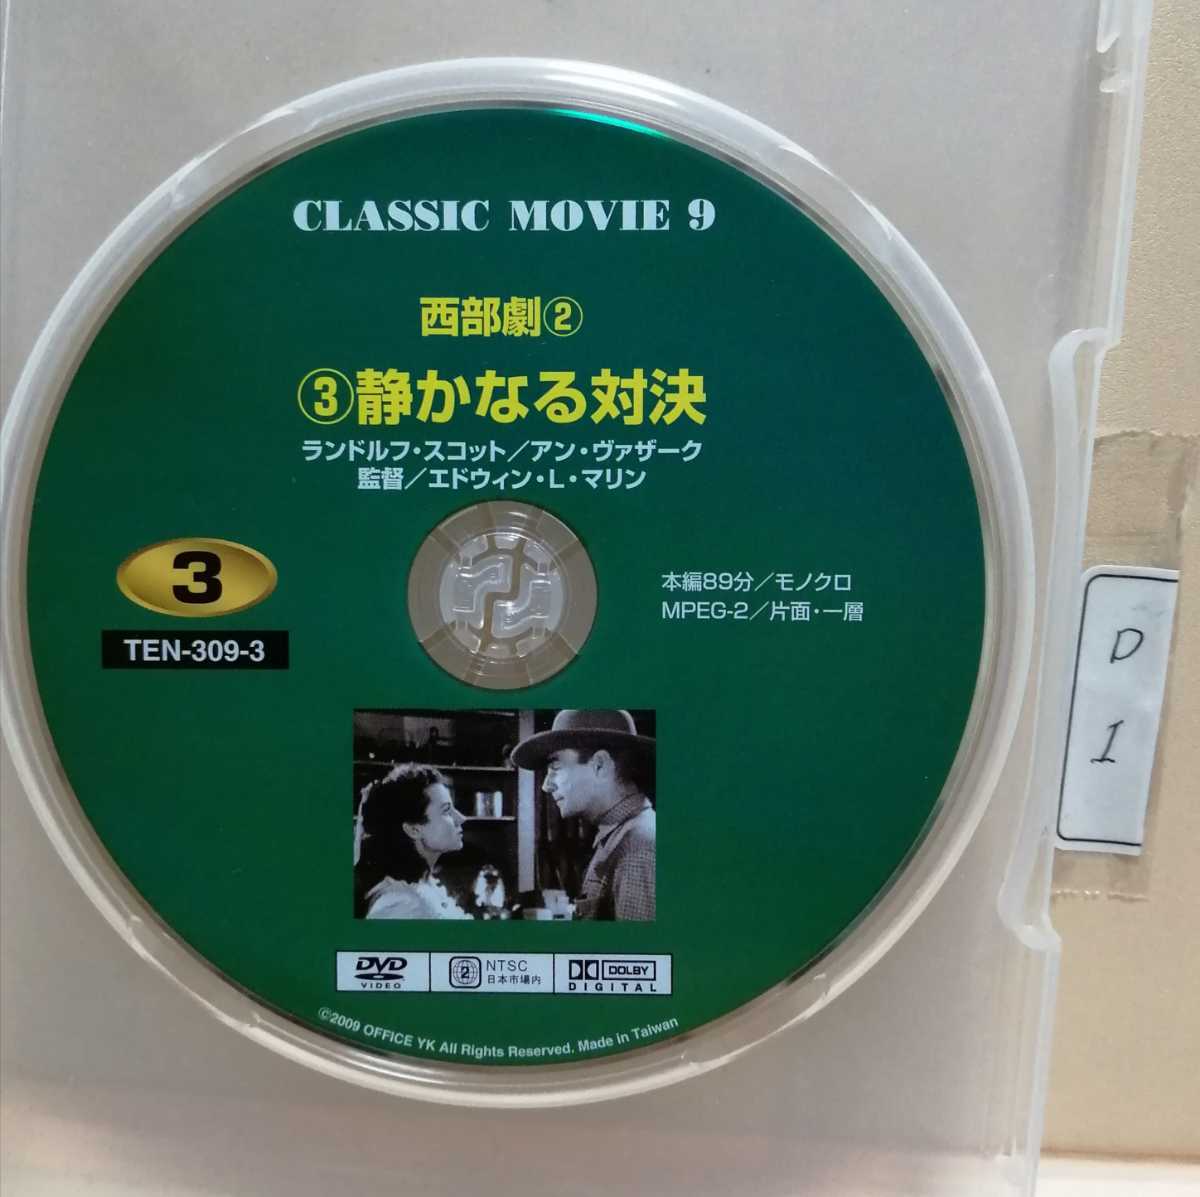 CLASSIC MOVIE 9
西部劇②
③静かなる対決
ランドルフ・スコット／アン・ヴァザーク
監督／エドウィン・L・マリン
3
TEN-309-3
本編89分／モノクロ
MPEG-2／片面・一層
D
I
DVD
VIDEO
2
NTSC
日本市場内
DOLBY
DIGITAL
©2009 OFFICE YK All Rights Reserved. Made in Taiwan